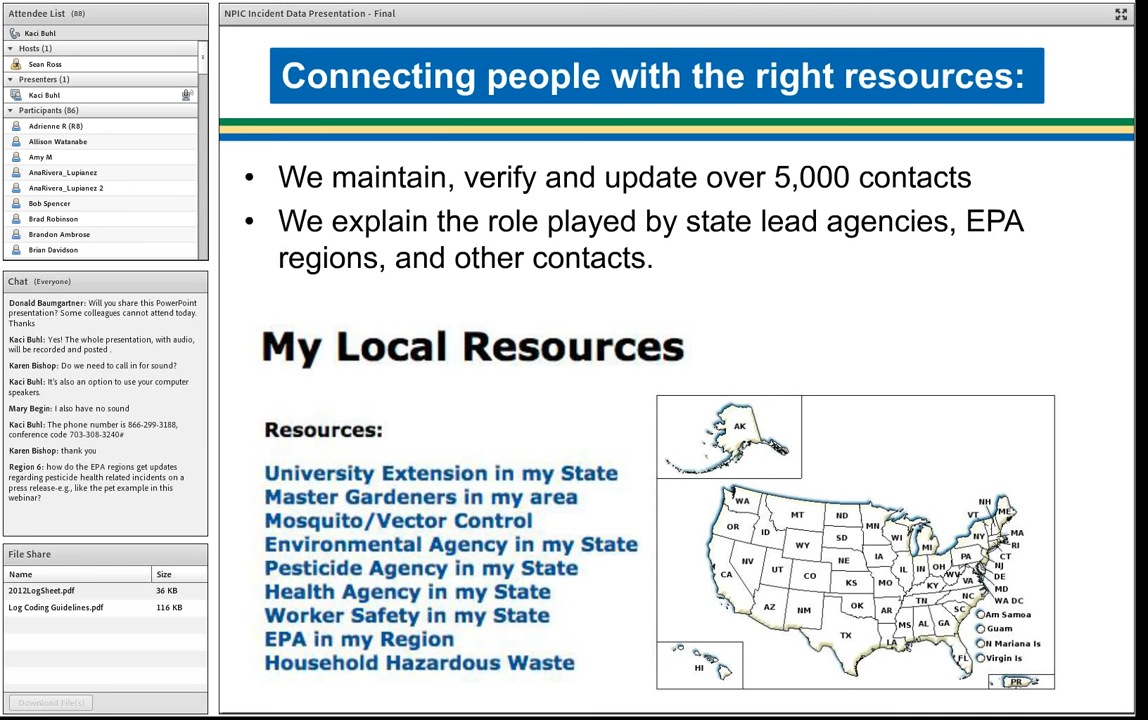 Attendee List (88)
Kaci Buhl
Hosts (1)
Sean Ross
Presenters (1)
Kaci Buhl
Participants (86)
Adrienne R (R8)
Allison Watanabe
Amy M
AnaRivera_Lupianez
AnaRivera_Lupianez 2
Bob Spencer
Brad Robinson
Brandon Ambrose
Brian Davidson
Chat (Everyone)
Donald Baumgartner: Will you share this PowerPoint
presentation? Some colleagues cannot attend today.
Thanks
Kaci Buhl: Yes! The whole presentation, with audio,
will be recorded and posted .
Karen Bishop: Do we need to call in for sound?
Kaci Buhl: It's also an option to use your computer
speakers.
Mary Begin: I also have no sound
Kaci Buhl: The phone number is 866-299-3188,
conference code 703-308-3240#
Karen Bishop: thank you
Region 6: how do the EPA regions get updates
regarding pesticide health related incidents on a
press release-e.g., like the pet example in this
webinar?
File Share
Name Size
2012LogSheet.pdf 36 KB
Log Coding Guidelines.pdf 116 KB
Download File(s)
NPIC Incident Data Presentation - Final
Connecting people with the right resources:
• We maintain, verify and update over 5,000 contacts
• We explain the role played by state lead agencies, EPA
regions, and other contacts.
My Local Resources
Resources:
University Extension in my State
Master Gardeners in my area
Mosquito/Vector Control
Environmental Agency in my State
Pesticide Agency in my State
Health Agency in my State
Worker Safety in my State
EPA in my Region
Household Hazardous Waste
AK
WA
OR
CA
ID
NV
MT
WY
UT
AZ
CO
NM
ND
SD
NE
KS
OK
TX
MN
IA
MO
AR
LA
WI
IL
MI
IN
OH
KY
TN
MS
AL
GA
FL
SC
NC
VA
WV
PA
NY
VT
NH
ME
MA
RI
CT
NJ
DE
MD
WA DC
Am Samoa
Guam
N Mariana Is
Virgin Is
HI
PR